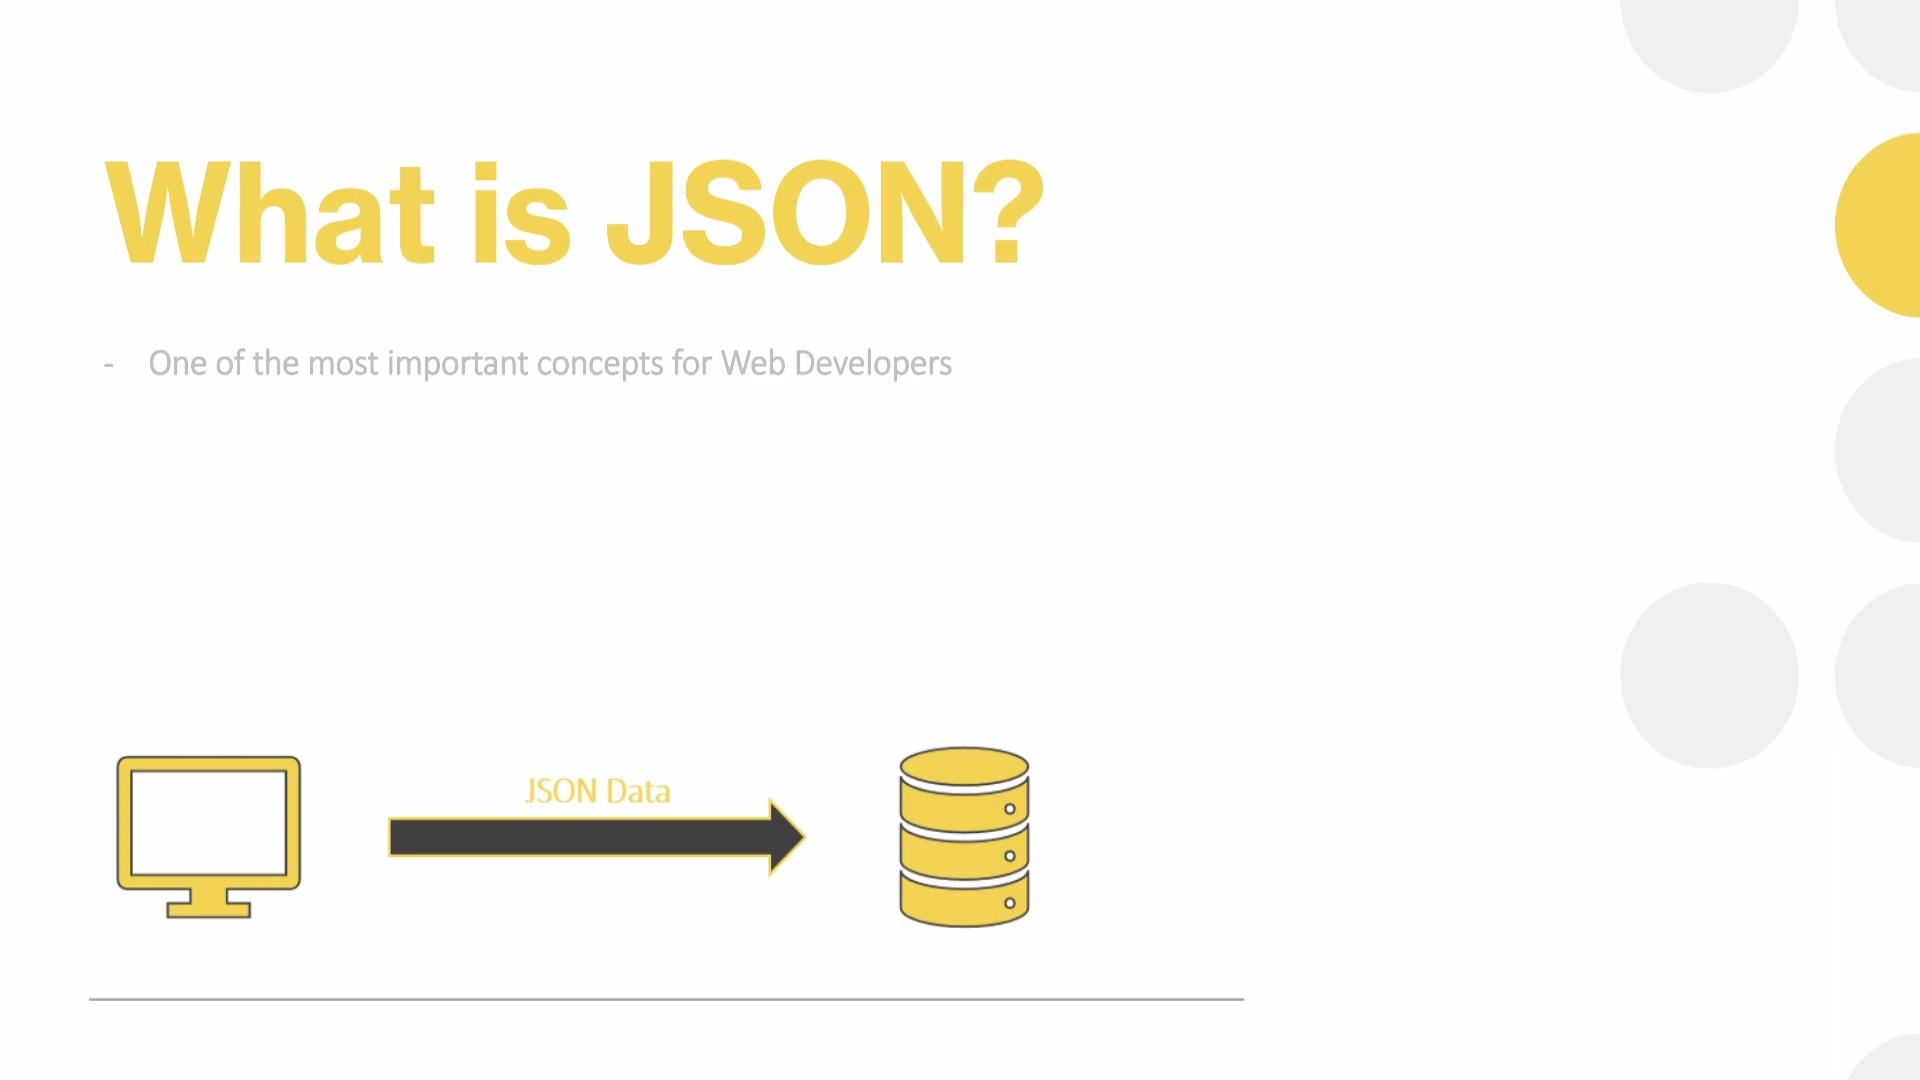 What is JSON?
- One of the most important concepts for Web Developers
JSON Data